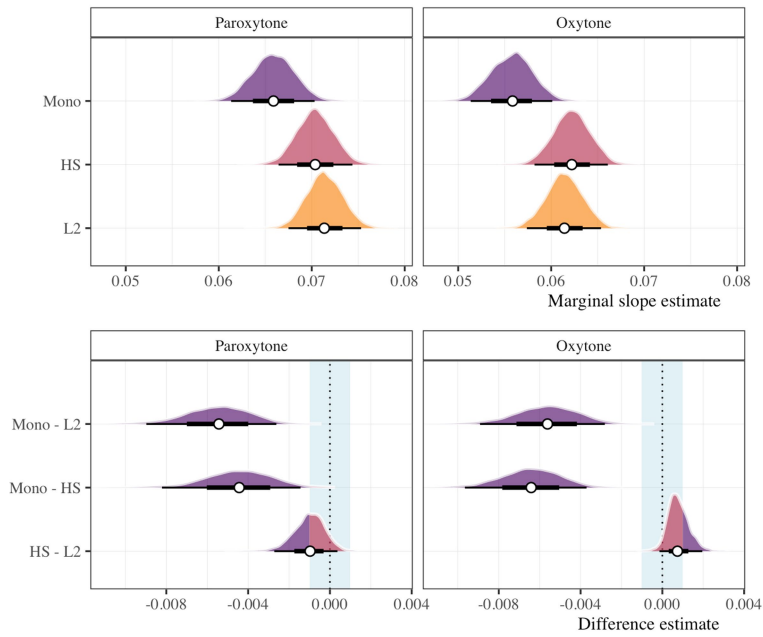 Paroxytone Oxytone
Mono
HS
L2
0.05 0.06 0.07 0.08 0.05 0.06 0.07 0.08
Marginal slope estimate
Paroxytone Oxytone
Mono - L2
Mono - HS
HS - L2
-0.008 -0.004 0.000 0.004 -0.008 -0.004 0.000 0.004
Difference estimate